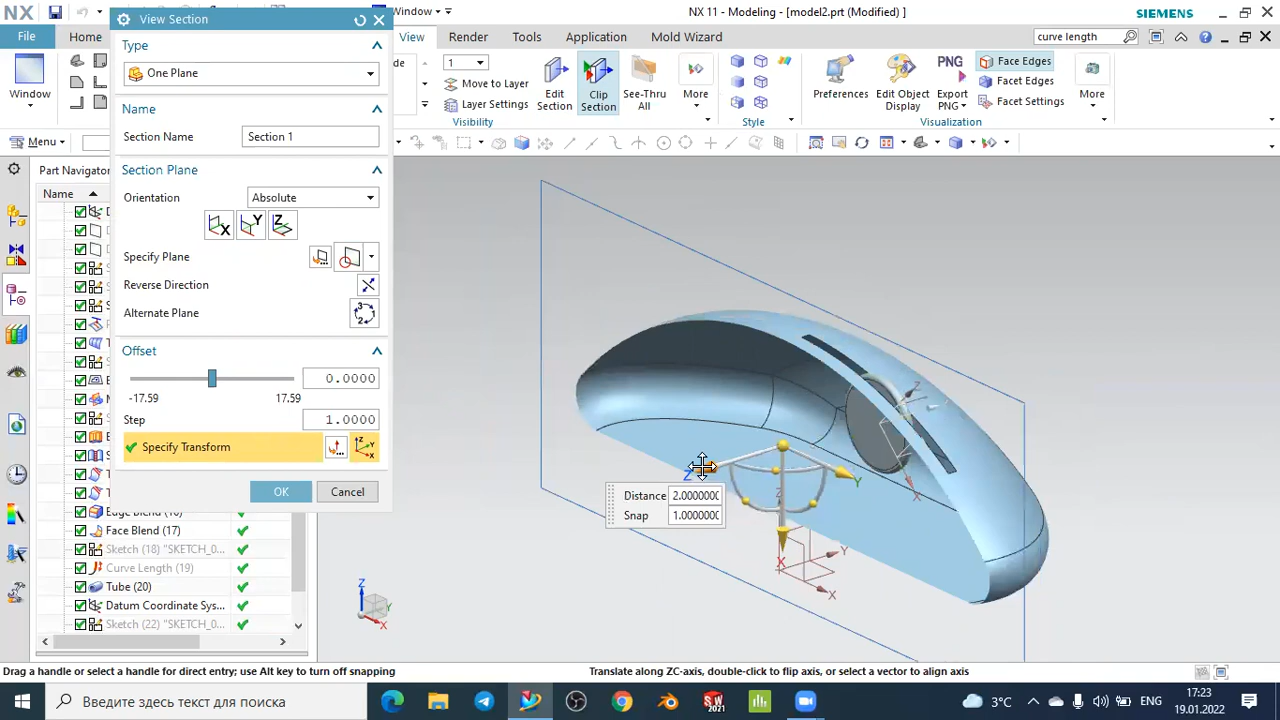 NX
Window
NX 11 - Modeling - [model2.prt (Modified) ]
SIEMENS
View Section
File
Home
View
Render
Tools
Application
Mold Wizard
curve length
Type
One Plane
Window
1
Move to Layer
Layer Settings
Visibility
Edit
Section
Clip
Section
See-Thru
All
More
Style
Preferences
Edit Object
Display
PNG
Export
PNG
Face Edges
Facet Edges
Facet Settings
Visualization
More
Name
Section Name
Section 1
Menu
Section Plane
Part Navigator
Name
Orientation
Absolute
X
Y
Z
Specify Plane
Reverse Direction
Alternate Plane
Offset
0.0000
-17.59
17.59
Step
1.0000
Specify Transform
OK
Cancel
Distance 2.0000000
Snap 1.0000000
Z
Y
X
Z
X
Y
X
Z
X
Edge Blend (16)
Face Blend (17)
Sketch (18) "SKETCH_0...
Curve Length (19)
Tube (20)
Datum Coordinate Sys...
Sketch (22) "SKETCH_0...
Drag a handle or select a handle for direct entry; use Alt key to turn off snapping
Translate along ZC-axis, double-click to flip axis, or select a vector to align axis
Введите здесь текст для поиска
2021
3°C
ENG
17:23
19.01.2022